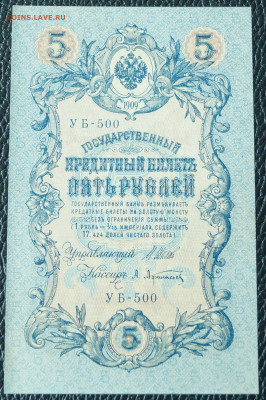 COINS.LAVE.RU
5 5
1909
УБ-500
ГОСУДАРСТВЕННЫЙ
КРЕДИТНЫЙ БИЛЕТЪ
ПЯТЬ РУБЛЕЙ
ГОСУДАРСТВЕННЫЙ БАНКЪ РАЗМѢНИВАЕТЪ
КРЕДИТНЫЕ БИЛЕТЫ НА ЗОЛОТУЮ МОНЕТУ
БЕЗЪ ОГРАНИЧЕНІЯ СУММЫ
(1 РУБЛЬ = 1/15 ИМПЕРІАЛА, СОДЕРЖИТЪ
17,424 ДОЛЕЙ ЧИСТАГО ЗОЛОТА).
Управляющій
Кассиръ
УБ-500
5